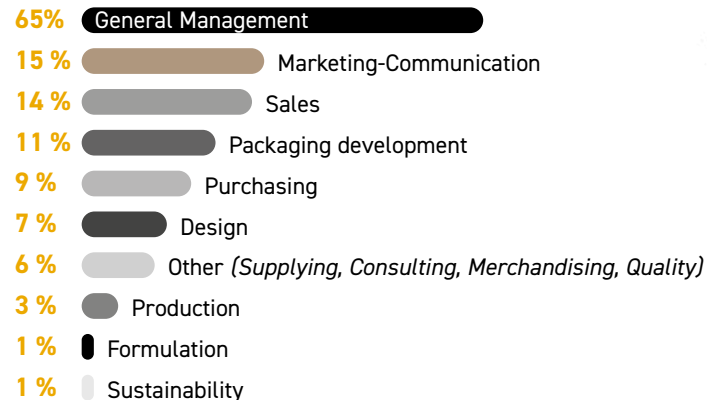 65% General Management
15 % Marketing-Communication
14 % Sales
11 % Packaging development
9 % Purchasing
7 % Design
6 % Other (Supplying, Consulting, Merchandising, Quality)
3 % Production
1 % Formulation
1 % Sustainability